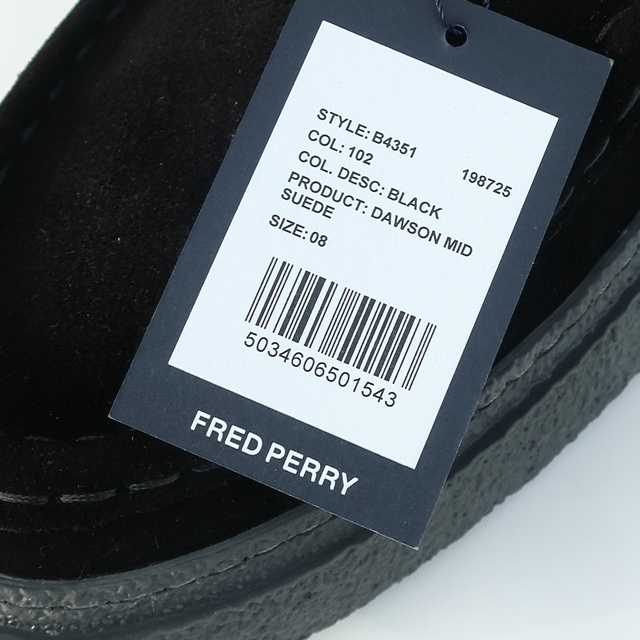 STYLE: B4351
COL: 102 198725
COL. DESC: BLACK
PRODUCT: DAWSON MID
SUEDE
SIZE: 08
5034606501543
FRED PERRY